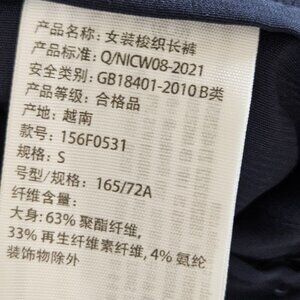 产品名称: 女装梭织长裤
产品标准: Q/NICW08-2021
安全类别: GB18401-2010 B类
产品等级: 合格品
产地: 越南
款号: 156F0531
规格: S
号型/规格: 165/72A
纤维含量:
大身: 63% 聚酯纤维,
33% 再生纤维素纤维, 4% 氨纶
装饰物除外